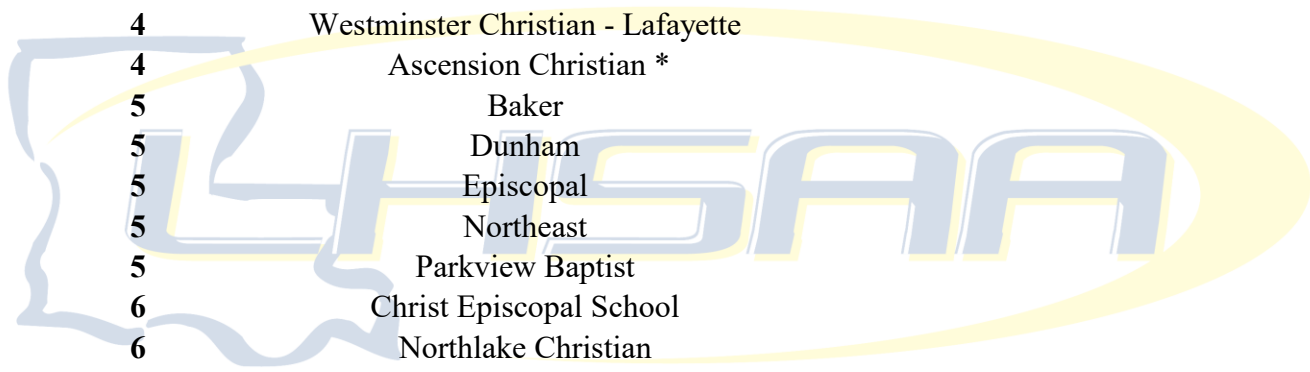 4 Westminster Christian - Lafayette
4 Ascension Christian *
5 Baker
5 Dunham
5 Episcopal
5 Northeast
5 Parkview Baptist
6 Christ Episcopal School
6 Northlake Christian
LHSAA